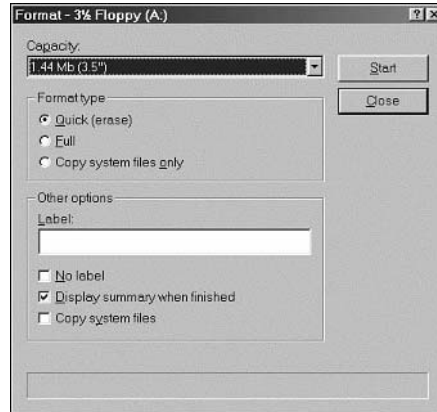 Format - 3½ Floppy (A:)
Capacity:
1.44 Mb (3.5")
Start
Format type
Close
Quick (erase)
Full
Copy system files only
Other options
Label:
No label
Display summary when finished
Copy system files